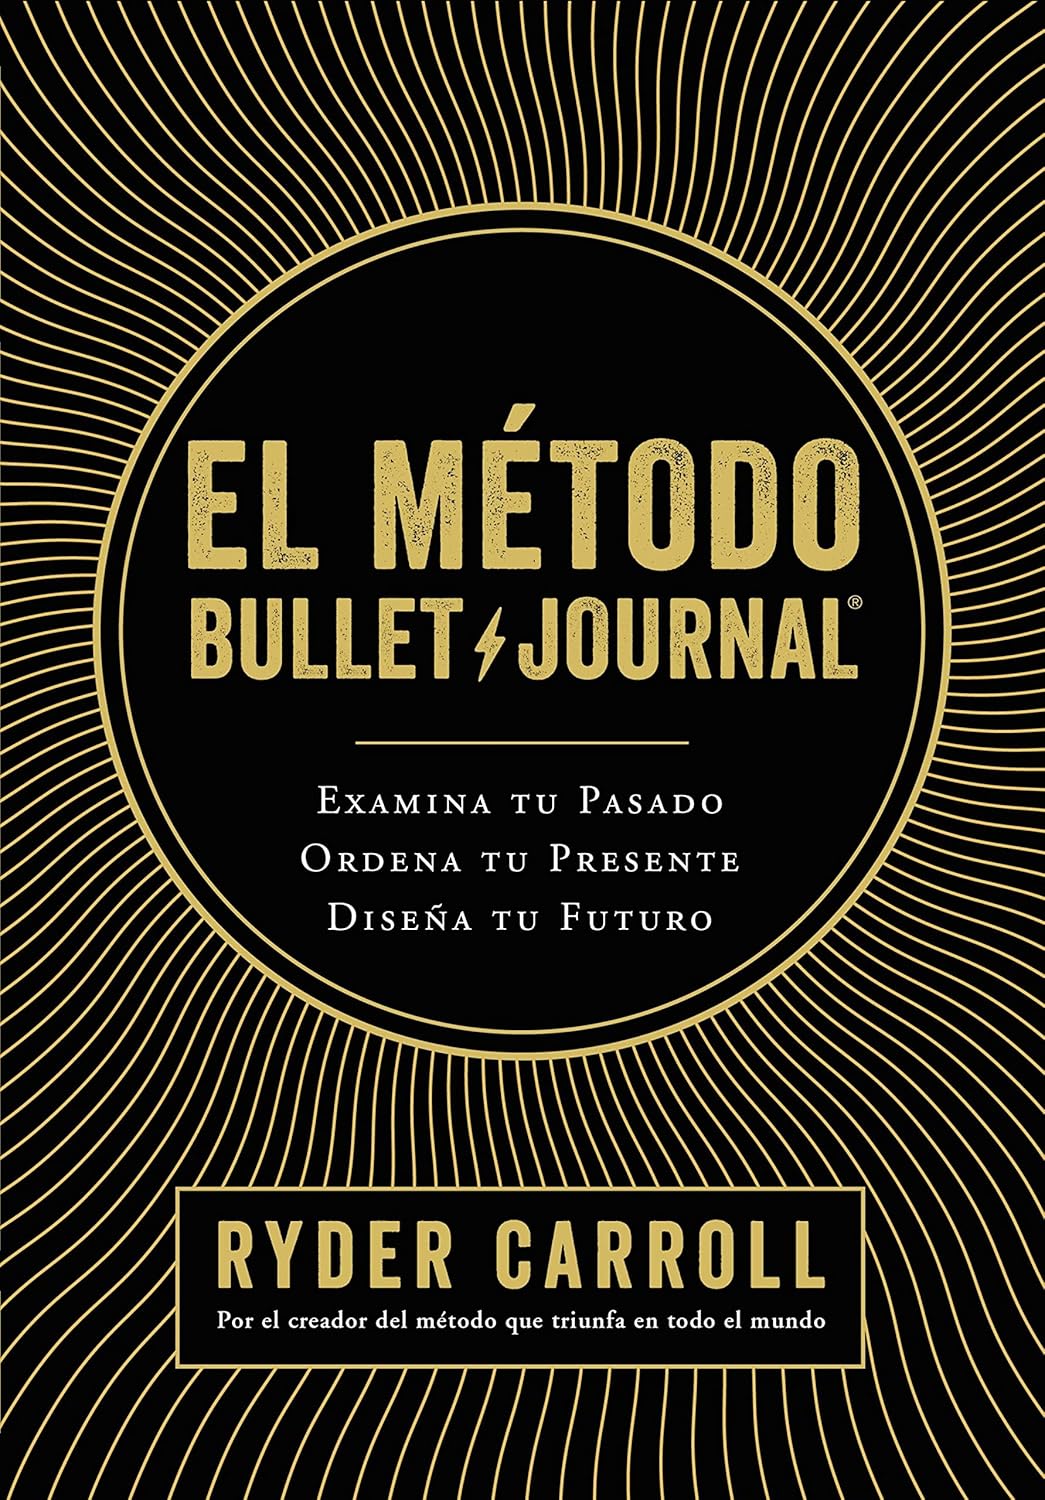 EL MÉTODO
BULLET JOURNAL®
EXAMINA TU PASADO
ORDENA TU PRESENTE
DISEÑA TU FUTURO
RYDER CARROLL
Por el creador del método que triunfa en todo el mundo